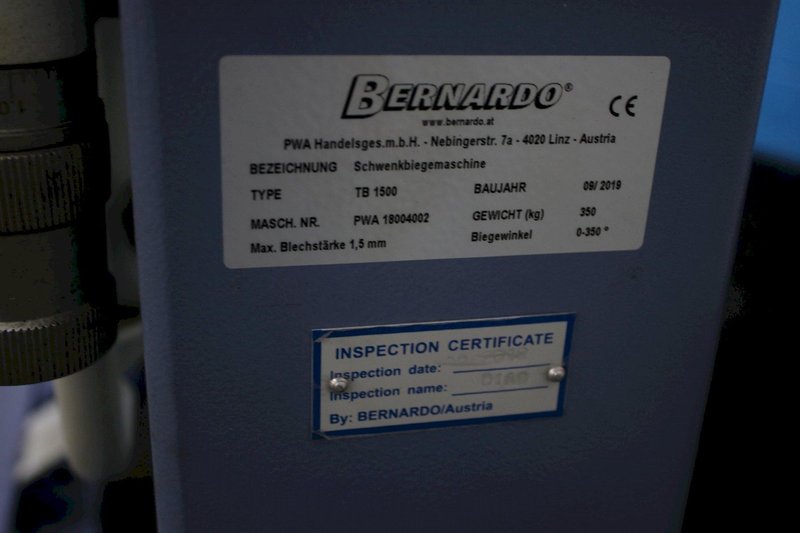 BERNARDO®
CE
www.bernardo.at
PWA Handelsges.m.b.H. - Nebingerstr. 7a - 4020 Linz - Austria
BEZEICHNUNG Schwenkbiegemaschine
TYPE TB 1500 BAUJAHR 09/ 2019
MASCH. NR. PWA 18004002 GEWICHT (kg) 350
Max. Blechstärke 1,5 mm Biegewinkel 0-350 °
INSPECTION CERTIFICATE
Inspection date:
Inspection name:
By: BERNARDO/Austria